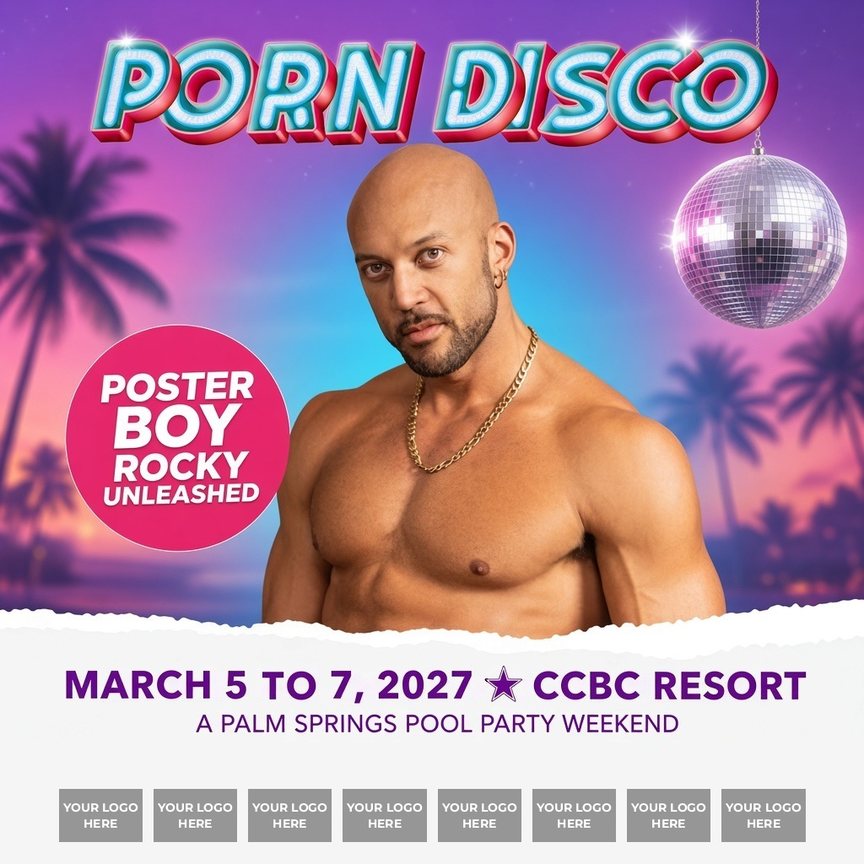 PORN DISCO
POSTER
BOY
ROCKY
UNLEASHED
MARCH 5 TO 7, 2027 ★ CCBC RESORT
A PALM SPRINGS POOL PARTY WEEKEND
YOUR LOGO YOUR LOGO YOUR LOGO YOUR LOGO YOUR LOGO YOUR LOGO YOUR LOGO YOUR LOGO
HERE HERE HERE HERE HERE HERE HERE HERE